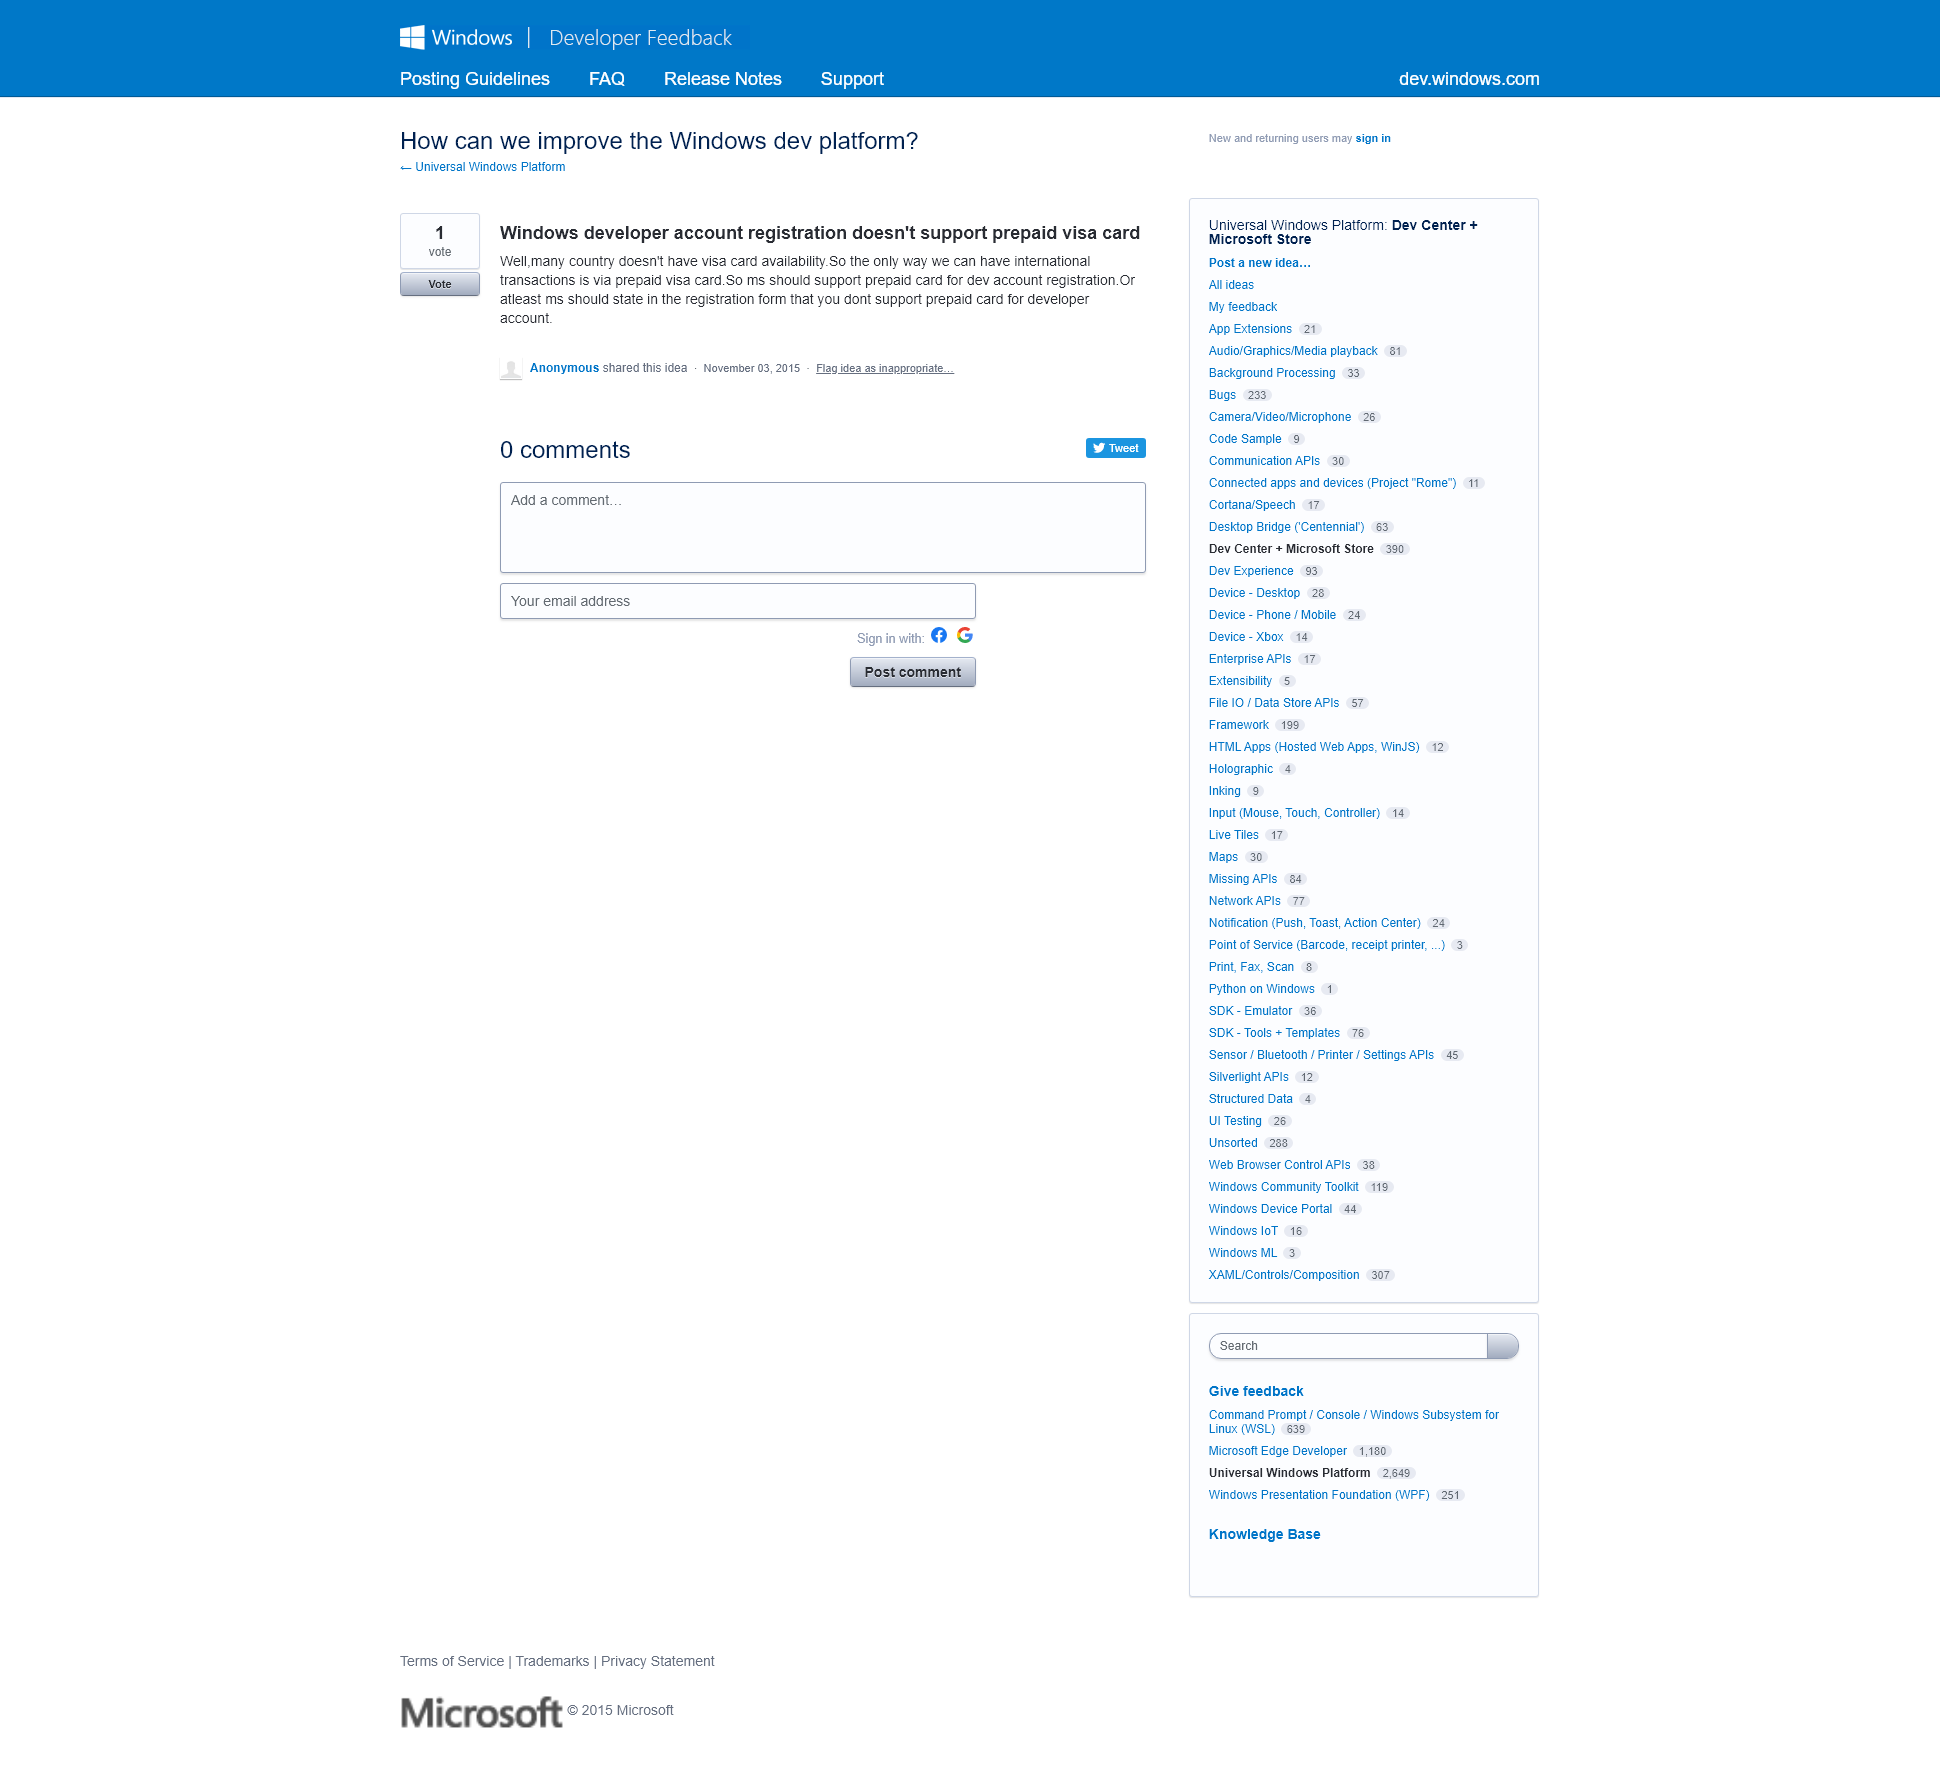 Windows | Developer Feedback
Posting Guidelines FAQ Release Notes Support dev.windows.com
How can we improve the Windows dev platform?
← Universal Windows Platform
New and returning users may sign in
1
vote
Vote
Windows developer account registration doesn't support prepaid visa card
Well,many country doesn't have visa card availability.So the only way we can have international
transactions is via prepaid visa card.So ms should support prepaid card for dev account registration.Or
atleast ms should state in the registration form that you dont support prepaid card for developer
account.
Anonymous shared this idea · November 03, 2015 · Flag idea as inappropriate…
0 comments
Tweet
Add a comment…
Your email address
Sign in with:
Post comment
Universal Windows Platform: Dev Center +
Microsoft Store
Post a new idea…
All ideas
My feedback
App Extensions 21
Audio/Graphics/Media playback 81
Background Processing 33
Bugs 233
Camera/Video/Microphone 26
Code Sample 9
Communication APIs 30
Connected apps and devices (Project "Rome") 11
Cortana/Speech 17
Desktop Bridge ('Centennial') 63
Dev Center + Microsoft Store 390
Dev Experience 93
Device - Desktop 28
Device - Phone / Mobile 24
Device - Xbox 14
Enterprise APIs 17
Extensibility 5
File IO / Data Store APIs 57
Framework 199
HTML Apps (Hosted Web Apps, WinJS) 12
Holographic 4
Inking 9
Input (Mouse, Touch, Controller) 14
Live Tiles 17
Maps 30
Missing APIs 84
Network APIs 77
Notification (Push, Toast, Action Center) 24
Point of Service (Barcode, receipt printer, ...) 3
Print, Fax, Scan 8
Python on Windows 1
SDK - Emulator 36
SDK - Tools + Templates 76
Sensor / Bluetooth / Printer / Settings APIs 45
Silverlight APIs 12
Structured Data 4
UI Testing 26
Unsorted 288
Web Browser Control APIs 38
Windows Community Toolkit 119
Windows Device Portal 44
Windows IoT 16
Windows ML 3
XAML/Controls/Composition 307
Search
Give feedback
Command Prompt / Console / Windows Subsystem for
Linux (WSL) 639
Microsoft Edge Developer 1,180
Universal Windows Platform 2,649
Windows Presentation Foundation (WPF) 251
Knowledge Base
Terms of Service | Trademarks | Privacy Statement
Microsoft © 2015 Microsoft